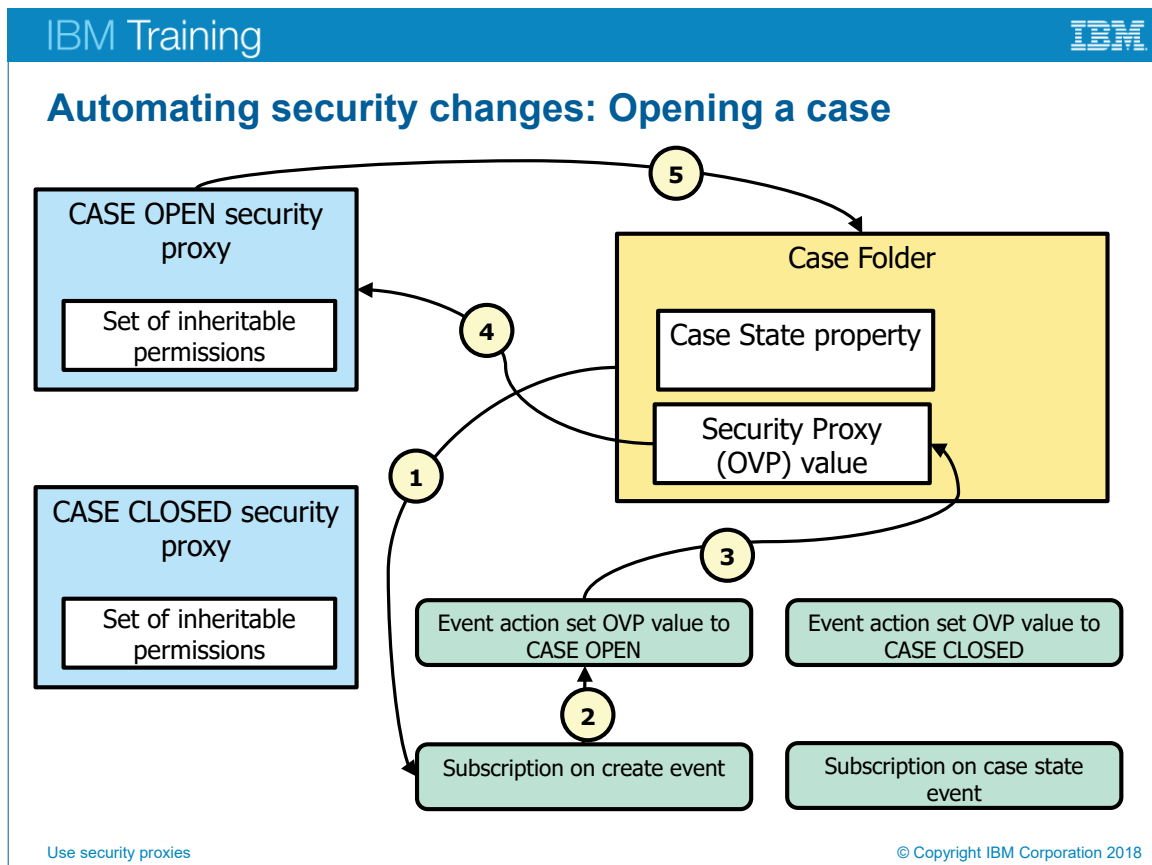 IBM Training
IBM
Automating security changes: Opening a case
5
CASE OPEN security
proxy
Set of inheritable
permissions
Case Folder
Case State property
4
Security Proxy
(OVP) value
1
CASE CLOSED security
proxy
Set of inheritable
permissions
3
Event action set OVP value to
CASE OPEN
Event action set OVP value to
CASE CLOSED
2
Subscription on create event
Subscription on case state
event
Use security proxies
© Copyright IBM Corporation 2018